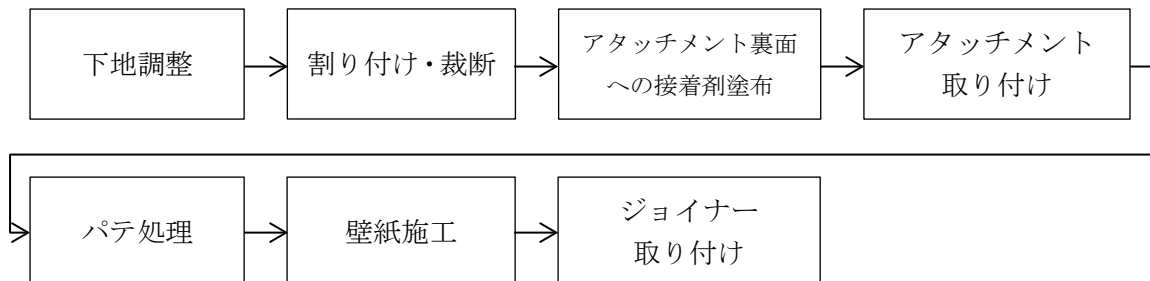 下地調整
割り付け・裁断
アタッチメント裏面
への接着剤塗布
アタッチメント
取り付け
パテ処理
壁紙施工
ジョイナー
取り付け